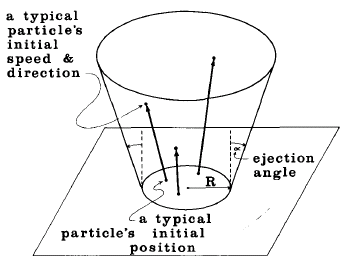 a typical
particle's
initial
speed &
direction
α
ejection
angle
R
a typical
particle's initial
position